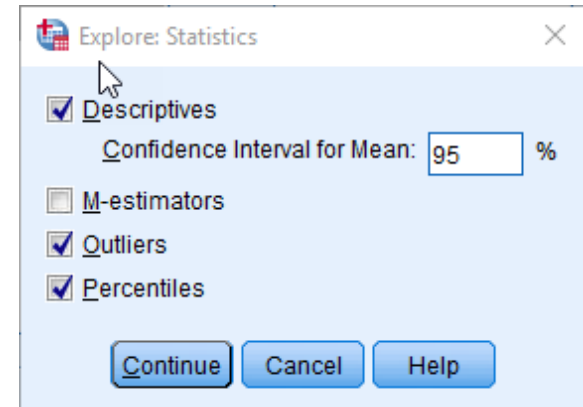 Explore: Statistics
Descriptives
Confidence Interval for Mean: 95 %
M-estimators
Outliers
Percentiles
Continue Cancel Help